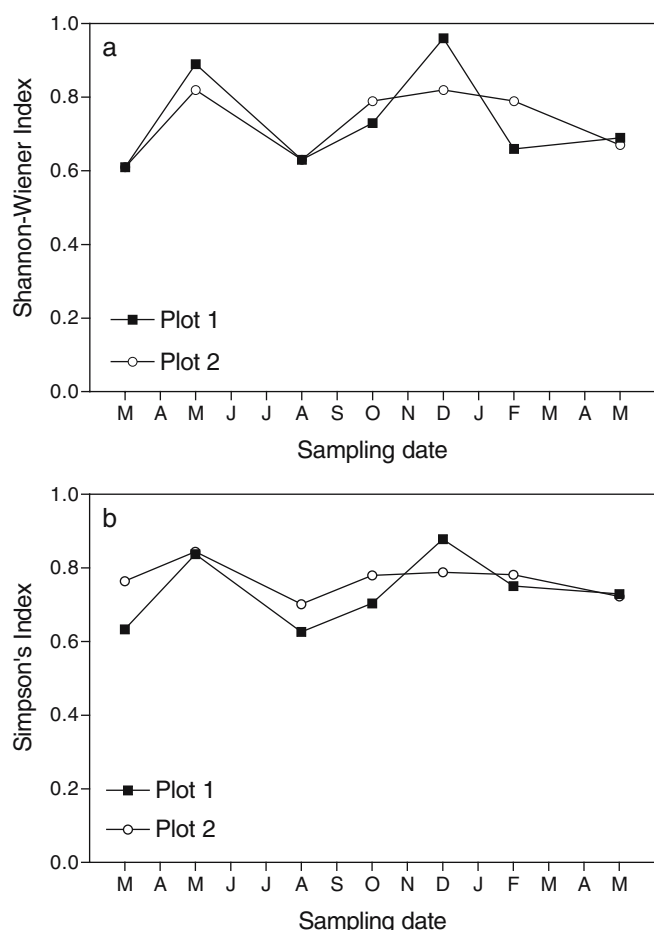 a
1.0
0.8
0.6
0.4
0.2
0.0
Shannon-Wiener Index
Plot 1
Plot 2
M A M J J A S O N D J F M A M
Sampling date
b
1.0
0.8
0.6
0.4
0.2
0.0
Simpson's Index
Plot 1
Plot 2
M A M J J A S O N D J F M A M
Sampling date